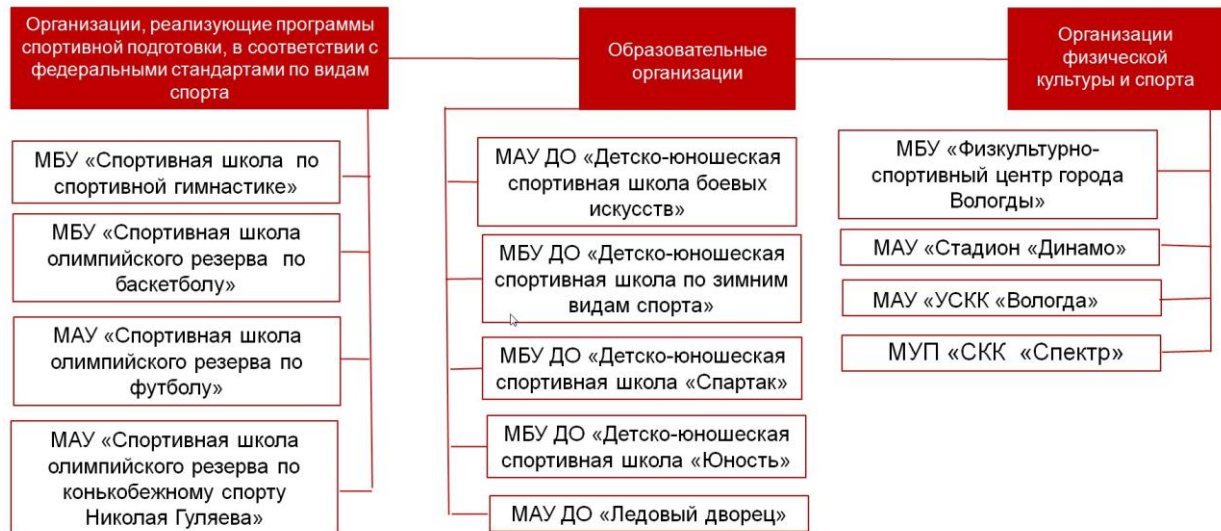 Организации, реализующие программы
спортивной подготовки, в соответствии с
федеральными стандартами по видам
спорта
МБУ «Спортивная школа по
спортивной гимнастике»
МБУ «Спортивная школа
олимпийского резерва по
баскетболу»
МАУ «Спортивная школа
олимпийского резерва по
футболу»
МАУ «Спортивная школа
олимпийского резерва по
конькобежному спорту
Николая Гуляева»
Образовательные
организации
МАУ ДО «Детско-юношеская
спортивная школа боевых
искусств»
МБУ ДО «Детско-юношеская
спортивная школа по зимним
видам спорта»
МБУ ДО «Детско-юношеская
спортивная школа «Спартак»
МБУ ДО «Детско-юношеская
спортивная школа «Юность»
МАУ ДО «Ледовый дворец»
Организации
физической
культуры и спорта
МБУ «Физкультурно-
спортивный центр города
Вологды»
МАУ «Стадион «Динамо»
МАУ «УСКК «Вологда»
МУП «СКК «Спектр»